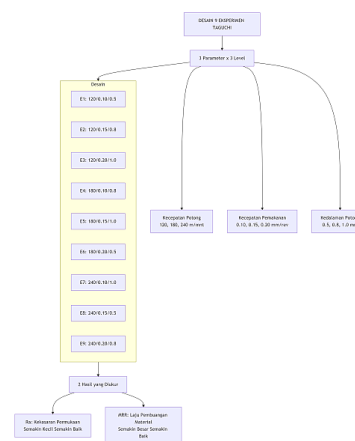 DESAIN 9 EKSPERIMEN
TAGUCHI
3 Parameter x 3 Level
Desain
E1: 120/0.10/0.5
E2: 120/0.15/0.8
E3: 120/0.20/1.0
E4: 180/0.10/0.8
E5: 180/0.15/1.0
E6: 180/0.20/0.5
E7: 240/0.10/1.0
E8: 240/0.15/0.5
E9: 240/0.20/0.8
Kecepatan Potong
120, 180, 240 m/mnt
Kecepatan Pemakanan
0.10, 0.15, 0.20 mm/rev
Kedalaman Poto
0.5, 0.8, 1.0 m
2 Hasil yang Diukur
Ra: Kekasaran Permukaan
Semakin Kecil Semakin Baik
MRR: Laju Pembuangan
Material
Semakin Besar Semakin
Baik